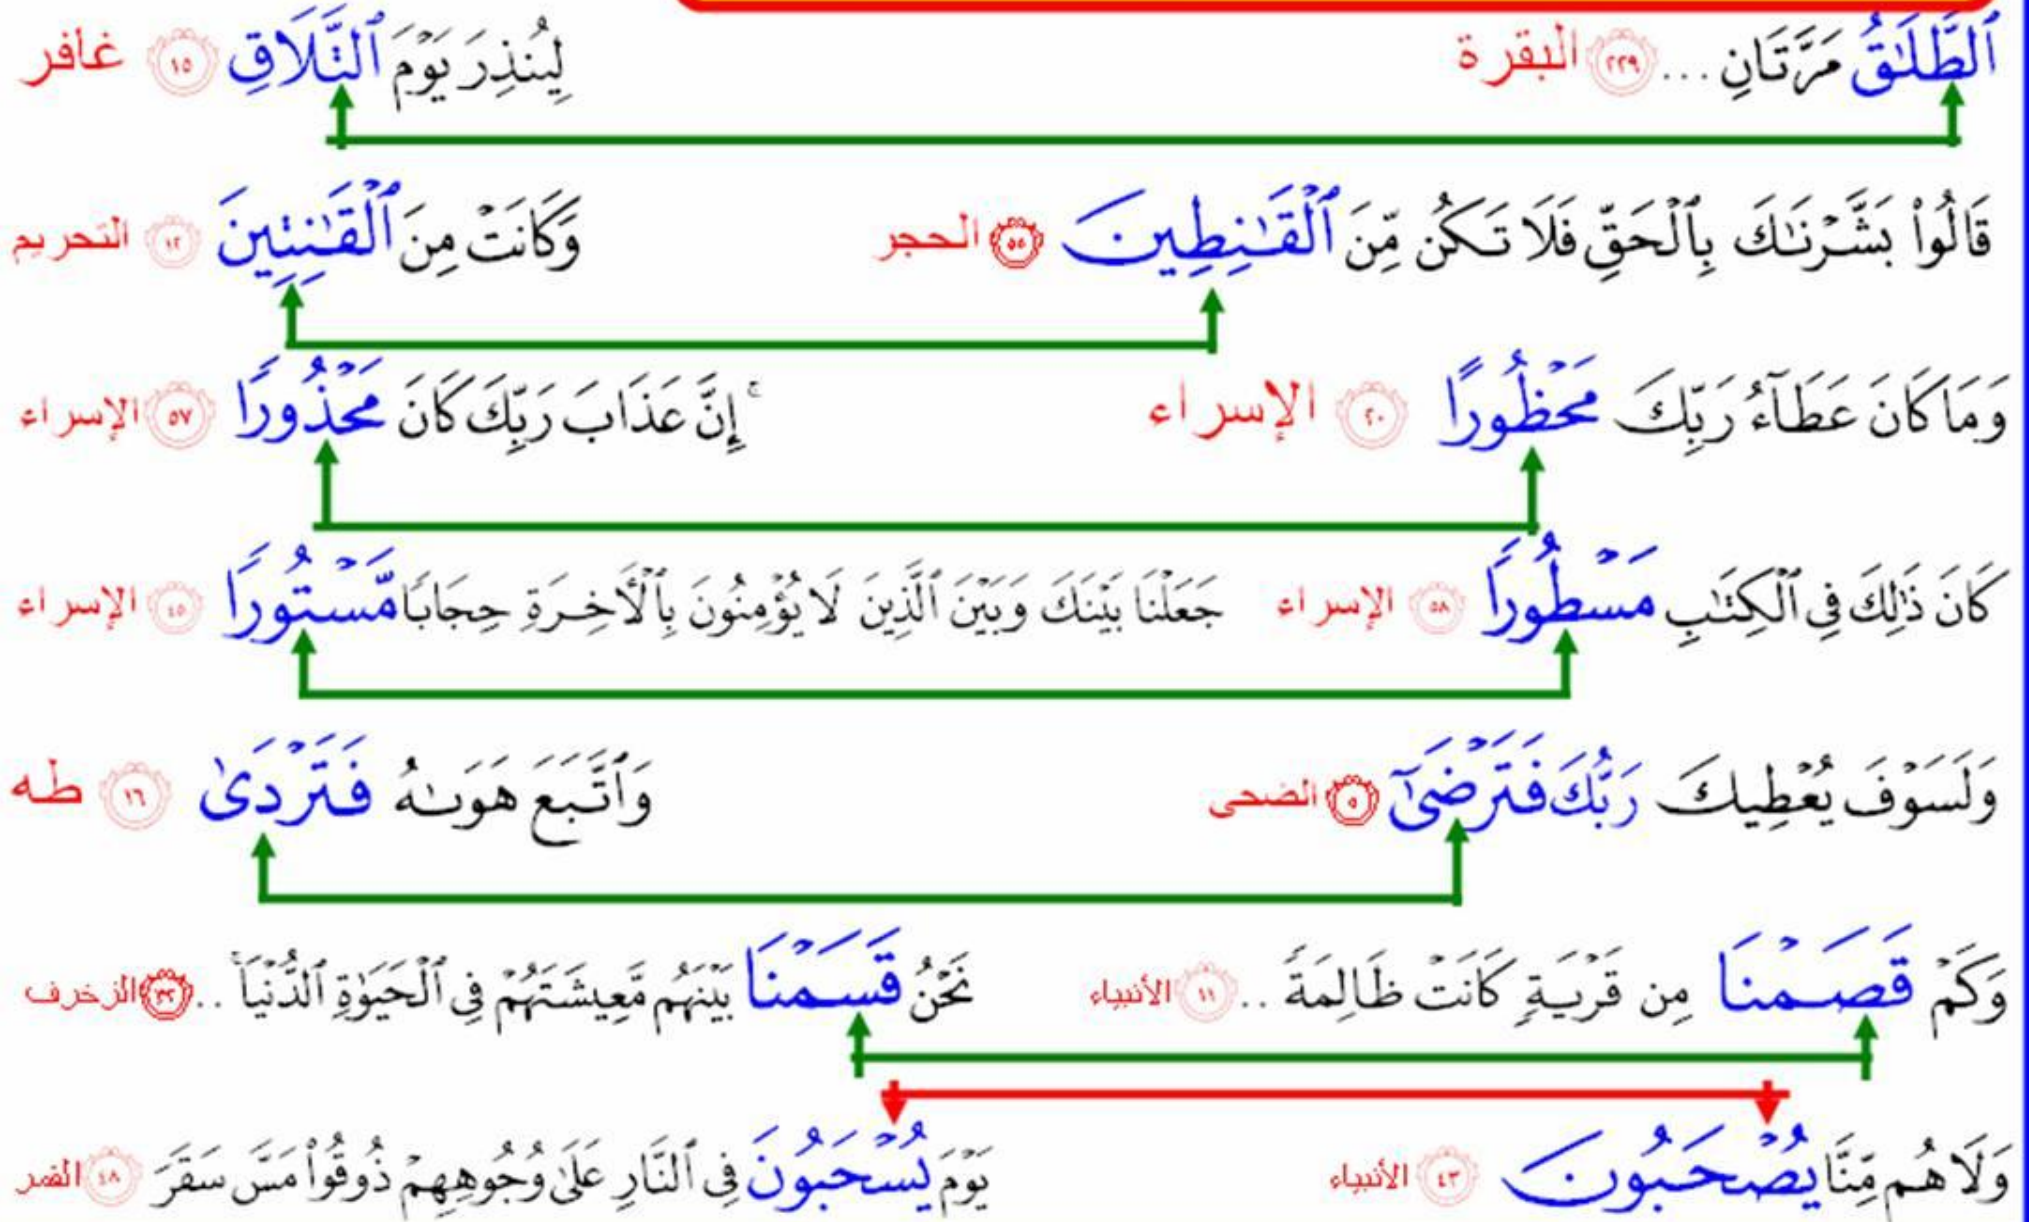 ٱلطَّلَٰقُ مَرَّتَانِ ... ٢٢٩ البقرة لِيُنذِرَ يَوْمَ ٱلتَّلَاقِ ١٥ غافر
قَالُوا۟ بَشَّرْنَٰكَ بِٱلْحَقِّ فَلَا تَكُن مِّنَ ٱلْقَٰنِطِينَ ٥٥ الحجر وَكَانَتْ مِنَ ٱلْقَٰنِتِينَ ١٢ التحريم
وَمَا كَانَ عَطَآءُ رَبِّكَ مَحْظُورًا ٢٠ الإسراء إِنَّ عَذَابَ رَبِّكَ كَانَ مَحْذُورًا ٥٧ الإسراء
كَانَ ذَٰلِكَ فِى ٱلْكِتَٰبِ مَسْطُورًا ٥٨ الإسراء جَعَلْنَا بَيْنَكَ وَبَيْنَ ٱلَّذِينَ لَا يُؤْمِنُونَ بِٱلْأَخِرَةِ حِجَابًا مَّسْتُورًا ٤٥ الإسراء
وَلَسَوْفَ يُعْطِيكَ رَبُّكَ فَتَرْضَىٰٓ ٥ الضحى وَٱتَّبَعَ هَوَىٰهُ فَتَرْدَىٰ ١٦ طه
وَكَمْ قَصَمْنَا مِن قَرْيَةٍ كَانَتْ ظَالِمَةً .. ١١ الأنبياء نَحْنُ قَسَمْنَا بَيْنَهُم مَّعِيشَتَهُمْ فِى ٱلْحَيَوٰةِ ٱلدُّنْيَا ۚ .. ٣٢ الزخرف
وَلَا هُم مِّنَّا يُصْحَبُونَ ٤٣ الأنبياء يَوْمَ يُسْحَبُونَ فِى ٱلنَّارِ عَلَىٰ وُجُوهِهِمْ ذُوقُوا۟ مَسَّ سَقَرَ ٤٨ القمر